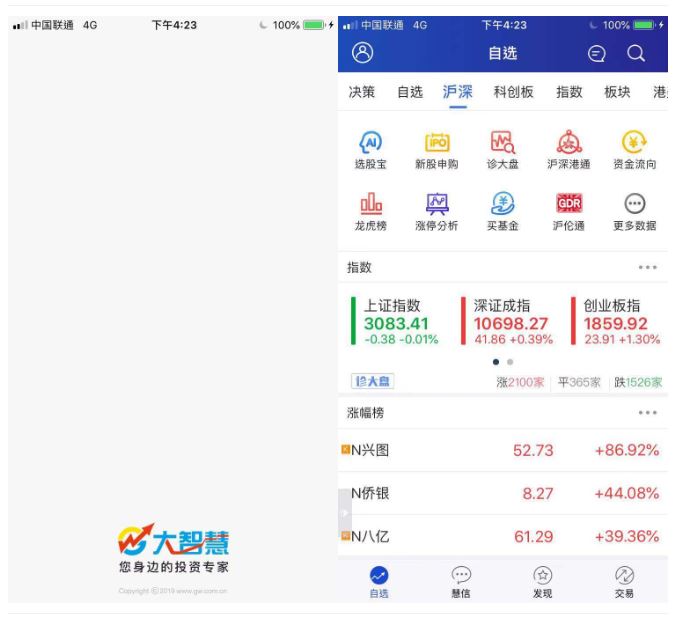 中国联通 4G 下午4:23 100%
大智慧
您身边的投资专家
Copyright ©2019 www.gw.com.cn
中国联通 4G 下午4:23 100%
自选
决策 自选 沪深 科创板 指数 板块 港
AI IPO
选股宝 新股申购 诊大盘 沪深港通 资金流向
GDR
龙虎榜 涨停分析 买基金 沪伦通 更多数据
指数
上证指数 深证成指 创业板指
3083.41 10698.27 1859.92
-0.38 -0.01% 41.86 +0.39% 23.91 +1.30%
诊大盘 涨2100家 平365家 跌1526家
涨幅榜
K N兴图 52.73 +86.92%
N侨银 8.27 +44.08%
K N八亿 61.29 +39.36%
自选 慧信 发现 交易